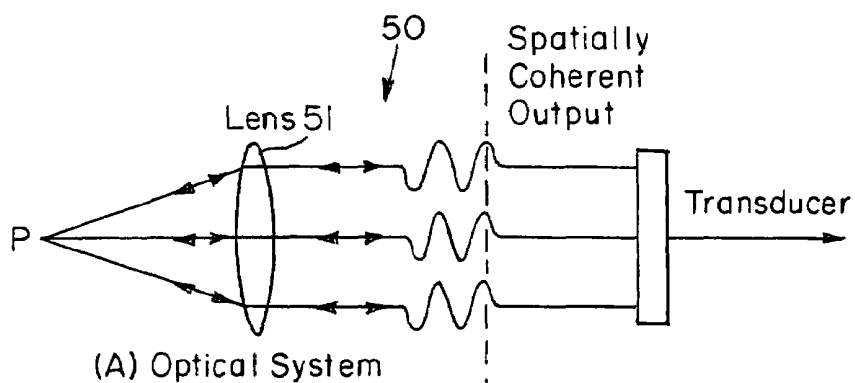 50
Spatially
Coherent
Output
Lens 51
P
Transducer
(A) Optical System